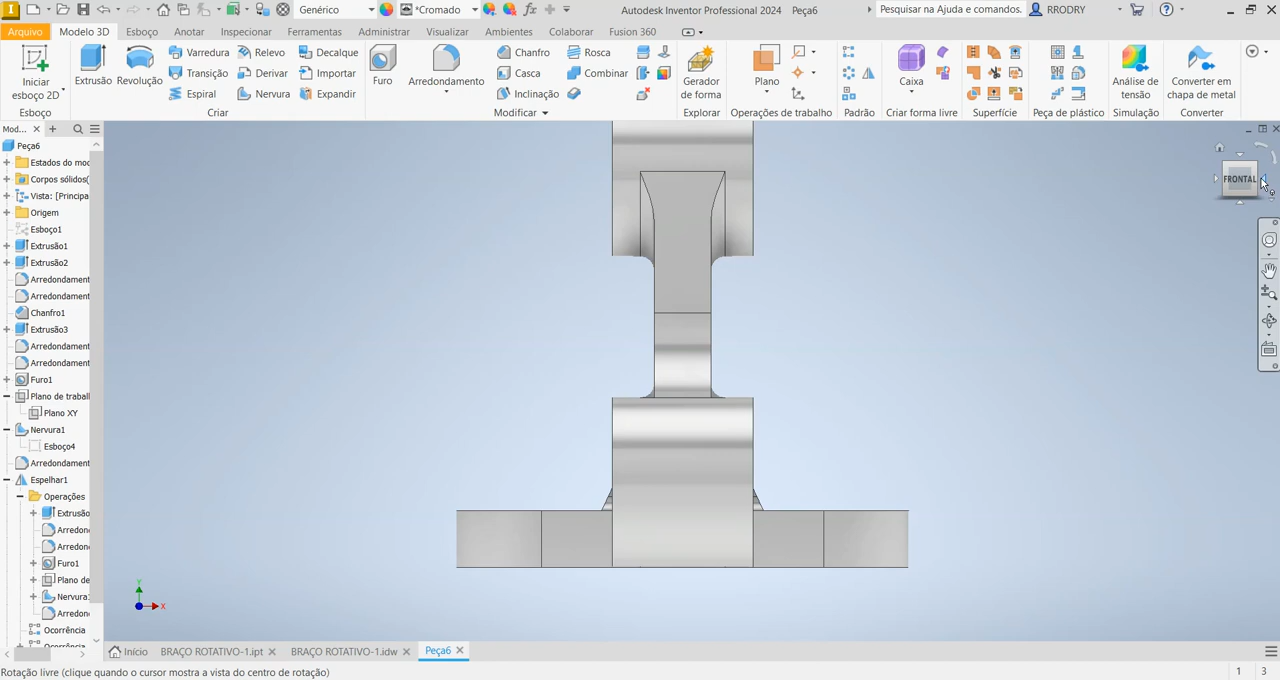 Genérico
*Cromado
Autodesk Inventor Professional 2024 Peça6
Pesquisar na Ajuda e comandos.
RRODRY
Arquivo
Modelo 3D
Esboço
Anotar
Inspecionar
Ferramentas
Administrar
Visualizar
Ambientes
Colaborar
Fusion 360
Iniciar
esboço 2D
Esboço
Extrusão
Revolução
Varredura
Transição
Espiral
Relevo
Derivar
Nervura
Decalque
Importar
Expandir
Criar
Furo
Arredondamento
Chanfro
Casca
Inclinação
Rosca
Combinar
Modificar
Gerador
de forma
Explorar
Plano
Operações de trabalho
Padrão
Caixa
Criar forma livre
Superfície
Peça de plástico
Análise de
tensão
Simulação
Converter em
chapa de metal
Converter
Mod...
Peça6
Estados do mo
Corpos sólidos(
Vista: [Principa
Origem
Esboço1
Extrusão1
Extrusão2
Arredondament
Arredondament
Chanfro1
Extrusão3
Arredondament
Arredondament
Furo1
Plano de trabal
Plano XY
Nervura1
Esboço4
Arredondament
Espelhar1
Operações
Extrusão
Arredon
Arredon
Furo1
Plano de
Nervura
Arredon
Ocorrência
FRONTAL
Y
X
Início
BRAÇO ROTATIVO-1.ipt
BRAÇO ROTATIVO-1.idw
Peça6
Rotação livre (clique quando o cursor mostra a vista do centro de rotação)
1
3